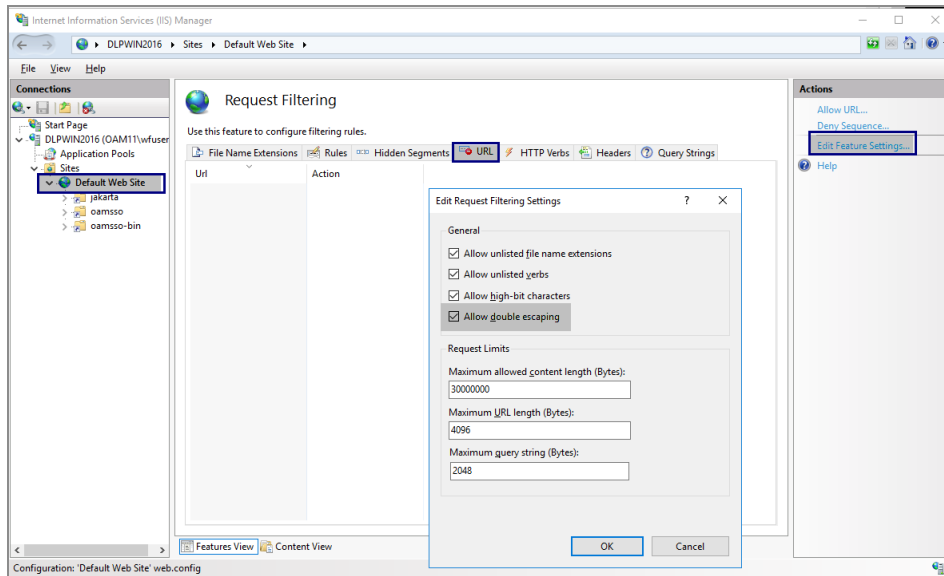 Internet Information Services (IIS) Manager
DLPWIN2016 Sites Default Web Site
File View Help
Connections
Start Page
DLPWIN2016 (OAM11\wfuser
Application Pools
Sites
Default Web Site
jakarta
oamsso
oamsso-bin
Request Filtering
Use this feature to configure filtering rules.
File Name Extensions Rules Hidden Segments URL HTTP Verbs Headers Query Strings
Url Action
Edit Request Filtering Settings ?
General
Allow unlisted file name extensions
Allow unlisted verbs
Allow high-bit characters
Allow double escaping
Request Limits
Maximum allowed content length (Bytes):
30000000
Maximum URL length (Bytes):
4096
Maximum query string (Bytes):
2048
OK Cancel
Features View Content View
Actions
Allow URL...
Deny Sequence...
Edit Feature Settings...
Help
Configuration: 'Default Web Site' web.config